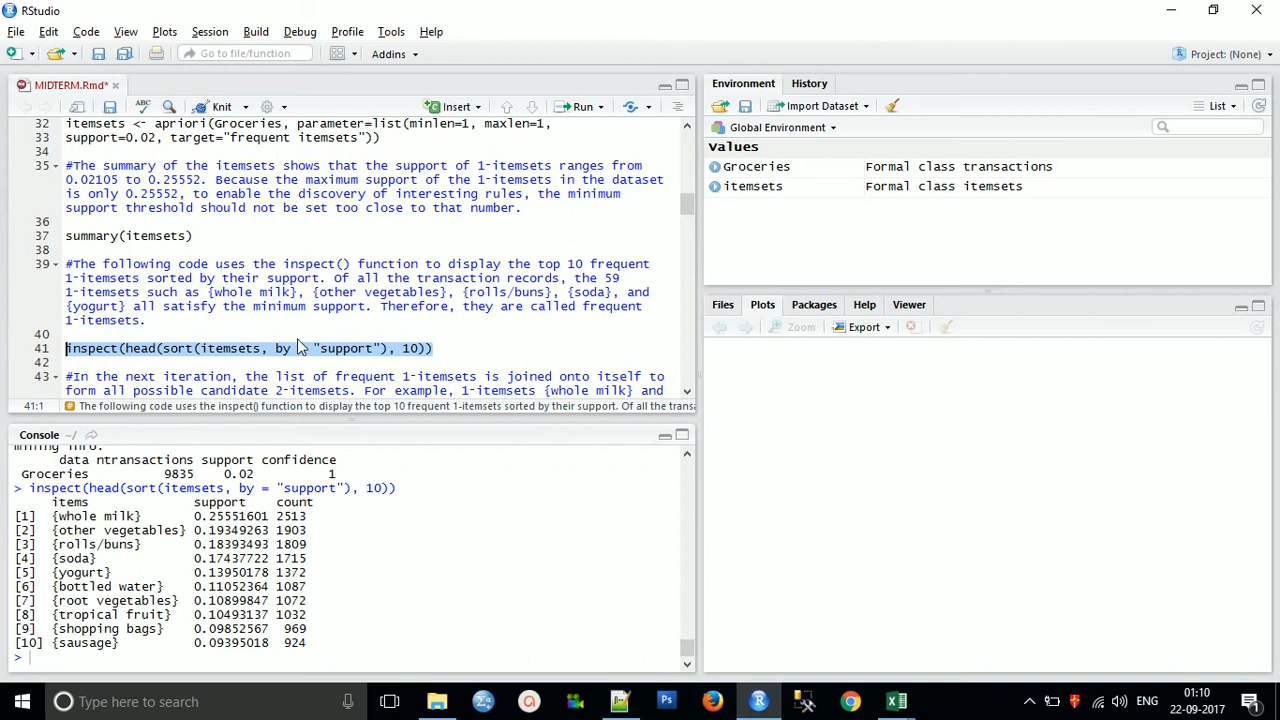 RStudio
File Edit Code View Plots Session Build Debug Profile Tools Help
Go to file/function
Addins
Project: (None)
MIDTERM.Rmd*
ABC
Knit
Insert
Run
32 itemsets <- apriori(Groceries, parameter=list(minlen=1, maxlen=1,
33 support=0.02, target="frequent itemsets"))
34
35 #The summary of the itemsets shows that the support of 1-itemsets ranges from
0.02105 to 0.25552. Because the maximum support of the 1-itemsets in the dataset
is only 0.25552, to enable the discovery of interesting rules, the minimum
support threshold should not be set too close to that number.
36
37 summary(itemsets)
38
39 #The following code uses the inspect() function to display the top 10 frequent
1-itemsets sorted by their support. Of all the transaction records, the 59
1-itemsets such as {whole milk}, {other vegetables}, {rolls/buns}, {soda}, and
{yogurt} all satisfy the minimum support. Therefore, they are called frequent
1-itemsets.
40
41 inspect(head(sort(itemsets, by = "support"), 10))
42
43 #In the next iteration, the list of frequent 1-itemsets is joined onto itself to
form all possible candidate 2-itemsets. For example, 1-itemsets {whole milk} and
41:1 # The following code uses the inspect() function to display the top 10 frequent 1-itemsets sorted by their support. Of all the transa
Console ~/
mining info:
data ntransactions support confidence
Groceries 9835 0.02 1
> inspect(head(sort(itemsets, by = "support"), 10))
items support count
[1] {whole milk} 0.25551601 2513
[2] {other vegetables} 0.19349263 1903
[3] {rolls/buns} 0.18393493 1809
[4] {soda} 0.17437722 1715
[5] {yogurt} 0.13950178 1372
[6] {bottled water} 0.11052364 1087
[7] {root vegetables} 0.10899847 1072
[8] {tropical fruit} 0.10493137 1032
[9] {shopping bags} 0.09852567 969
[10] {sausage} 0.09395018 924
>
Environment History
Import Dataset
List
Global Environment
Values
Groceries Formal class transactions
itemsets Formal class itemsets
Files Plots Packages Help Viewer
Zoom Export
Type here to search
Ps
R
ENG
01:10
22-09-2017
1